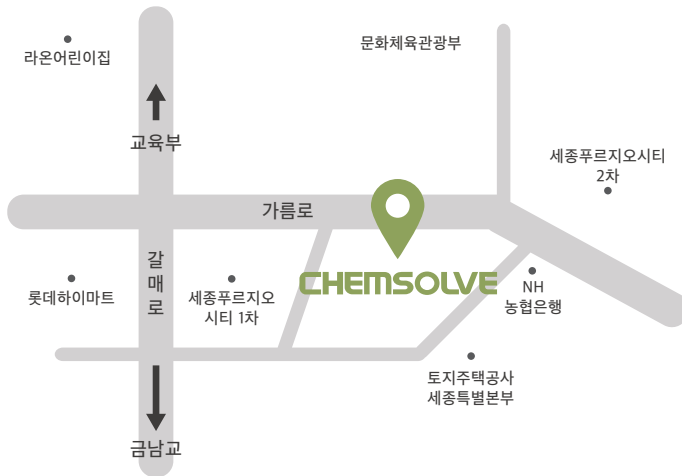 문화체육관광부
라온어린이집
교육부
세종푸르지오시티
2차
가름로
갈
매
로
롯데하이마트
세종푸르지오
시티 1차
CHEMSOLVE
NH
농협은행
토지주택공사
세종특별본부
금남교